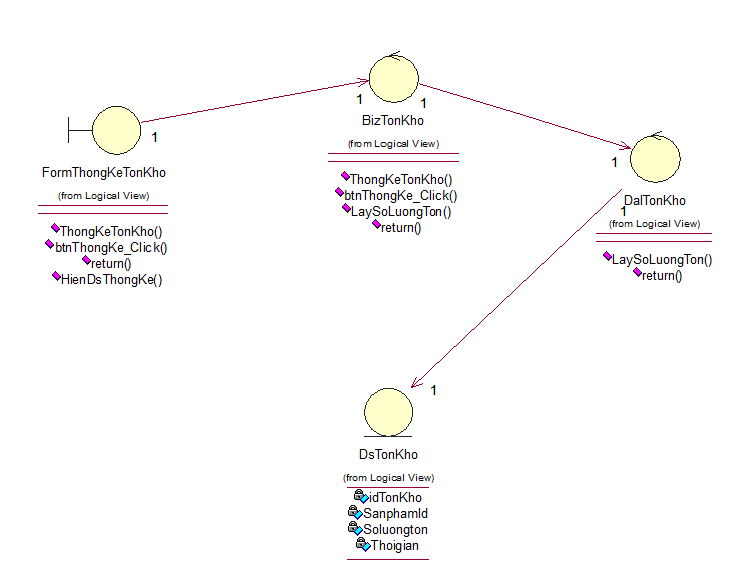 1
FormThongKeTonKho
(from Logical View)
ThongKeTonKho()
btnThongKe_Click()
return()
HienDsThongKe()
1
1
BizTonKho
(from Logical View)
ThongKeTonKho()
btnThongKe_Click()
LaySoLuongTon()
return()
1
DalTonKho
1
(from Logical View)
LaySoLuongTon()
return()
1
DsTonKho
(from Logical View)
idTonKho
SanphamId
Soluongton
Thoigian